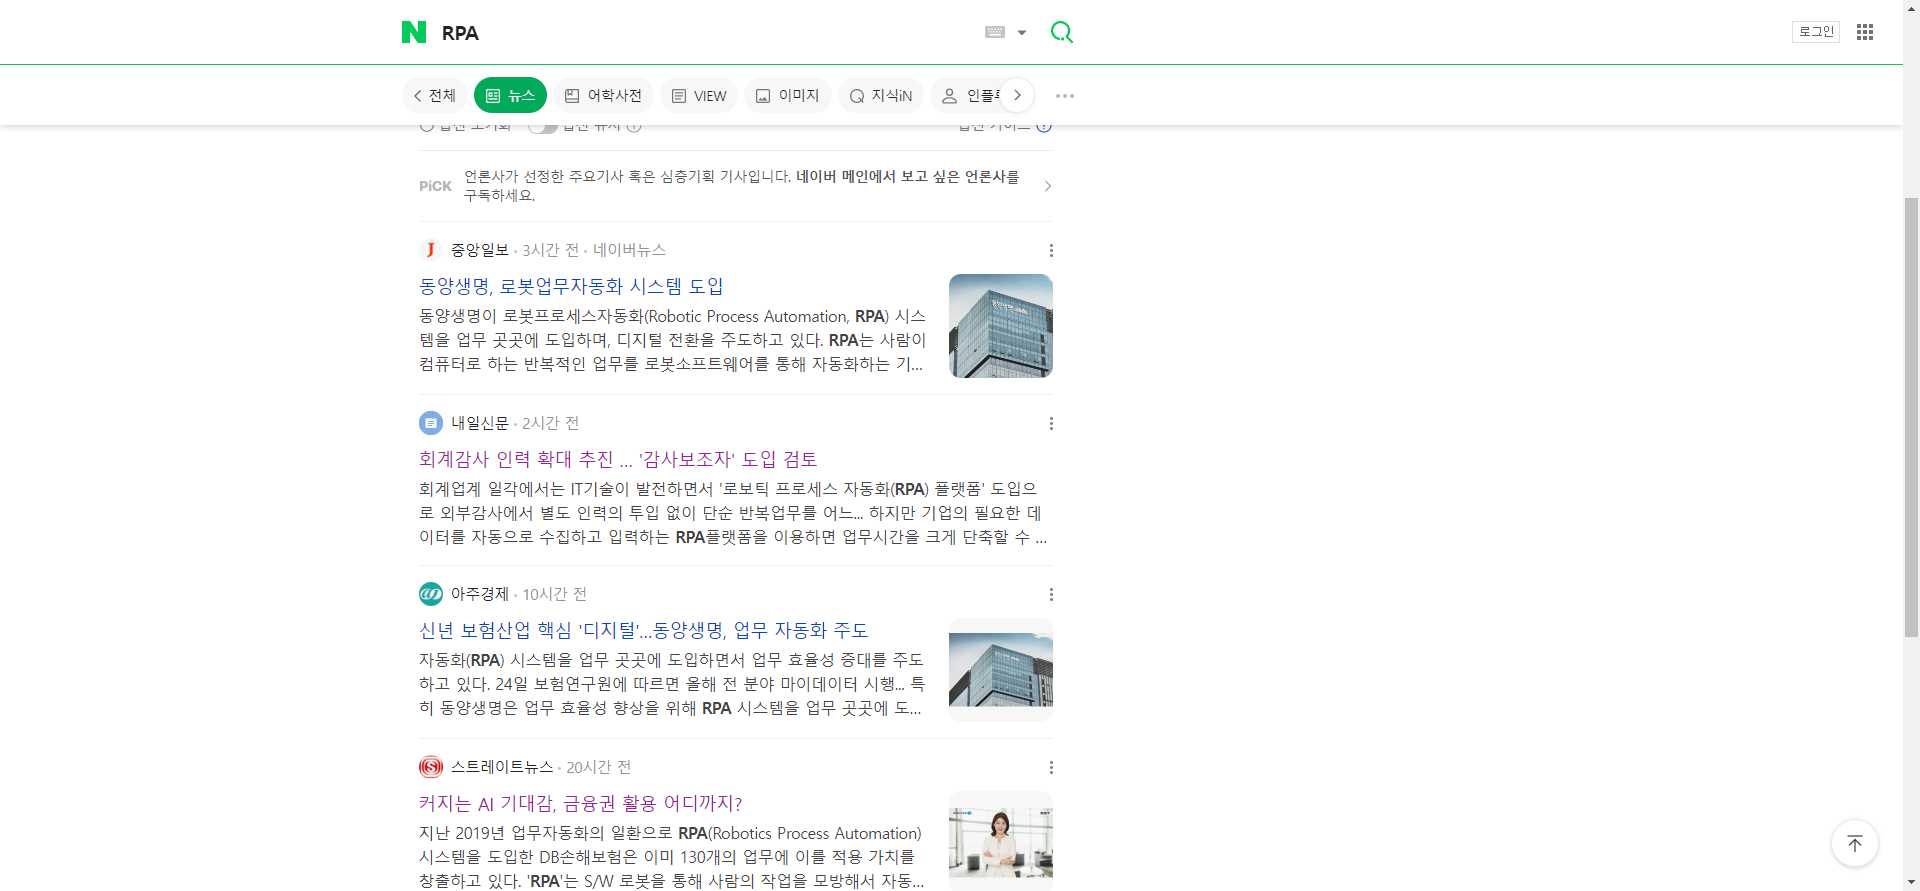 RPA
로그인
전체
뉴스
어학사전
VIEW
이미지
지식iN
인플루
옵션 초기화
옵션 유지
옵션 가이드
PiCK
언론사가 선정한 주요기사 혹은 심층기획 기사입니다. 네이버 메인에서 보고 싶은 언론사를
구독하세요.
중앙일보 · 3시간 전 · 네이버뉴스
동양생명, 로봇업무자동화 시스템 도입
동양생명이 로봇프로세스자동화(Robotic Process Automation, RPA) 시스
템을 업무 곳곳에 도입하며, 디지털 전환을 주도하고 있다. RPA는 사람이
컴퓨터로 하는 반복적인 업무를 로봇소프트웨어를 통해 자동화하는 기...
내일신문 · 2시간 전
회계감사 인력 확대 추진 ... '감사보조자' 도입 검토
회계업계 일각에서는 IT기술이 발전하면서 '로보틱 프로세스 자동화(RPA) 플랫폼' 도입으
로 외부감사에서 별도 인력의 투입 없이 단순 반복업무를 어느... 하지만 기업의 필요한 데
이터를 자동으로 수집하고 입력하는 RPA플랫폼을 이용하면 업무시간을 크게 단축할 수 ...
아주경제 · 10시간 전
신년 보험산업 핵심 '디지털'...동양생명, 업무 자동화 주도
자동화(RPA) 시스템을 업무 곳곳에 도입하면서 업무 효율성 증대를 주도
하고 있다. 24일 보험연구원에 따르면 올해 전 분야 마이데이터 시행... 특
히 동양생명은 업무 효율성 향상을 위해 RPA 시스템을 업무 곳곳에 도...
스트레이트뉴스 · 20시간 전
커지는 AI 기대감, 금융권 활용 어디까지?
지난 2019년 업무자동화의 일환으로 RPA(Robotics Process Automation)
시스템을 도입한 DB손해보험은 이미 130개의 업무에 이를 적용 가치를
창출하고 있다. 'RPA'는 S/W 로봇을 통해 사람의 작업을 모방해서 자동...